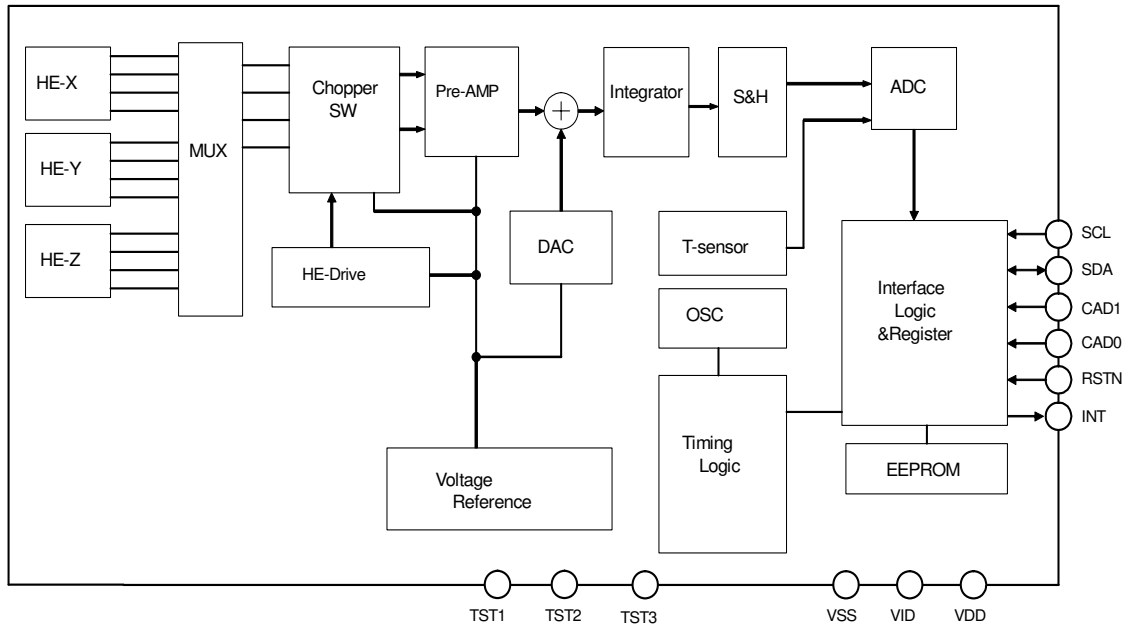 HE-X
HE-Y
HE-Z
MUX
Chopper
SW
HE-Drive
Pre-AMP
DAC
Integrator
S&H
ADC
T-sensor
OSC
Timing
Logic
Voltage
Reference
Interface
Logic
&Register
EEPROM
SCL
SDA
CAD1
CAD0
RSTN
INT
TST1
TST2
TST3
VSS
VID
VDD